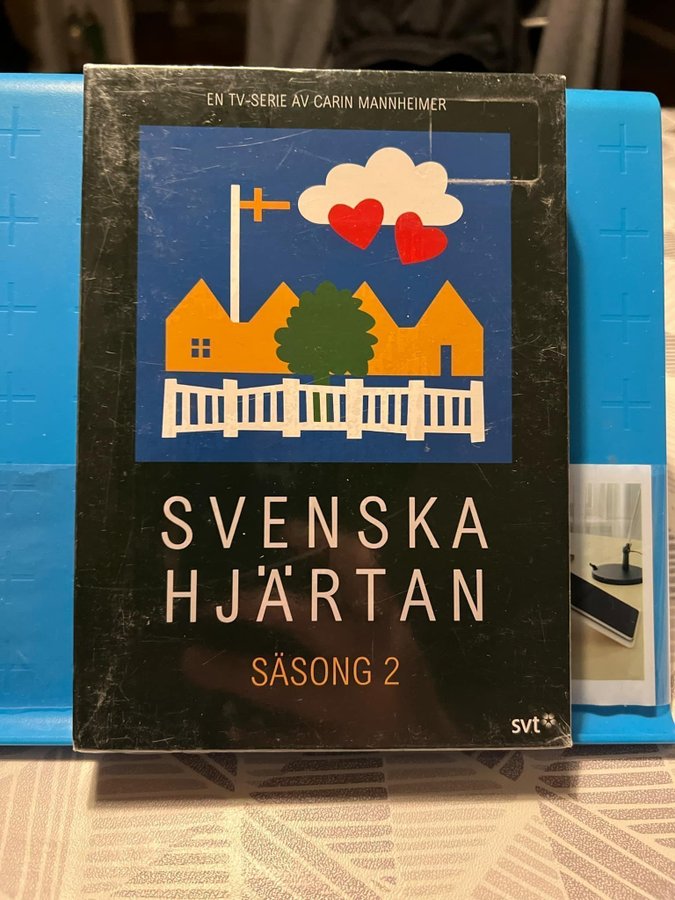 EN TV-SERIE AV CARIN MANNHEIMER
SVENSKA
HJÄRTAN
SÄSONG 2
svt